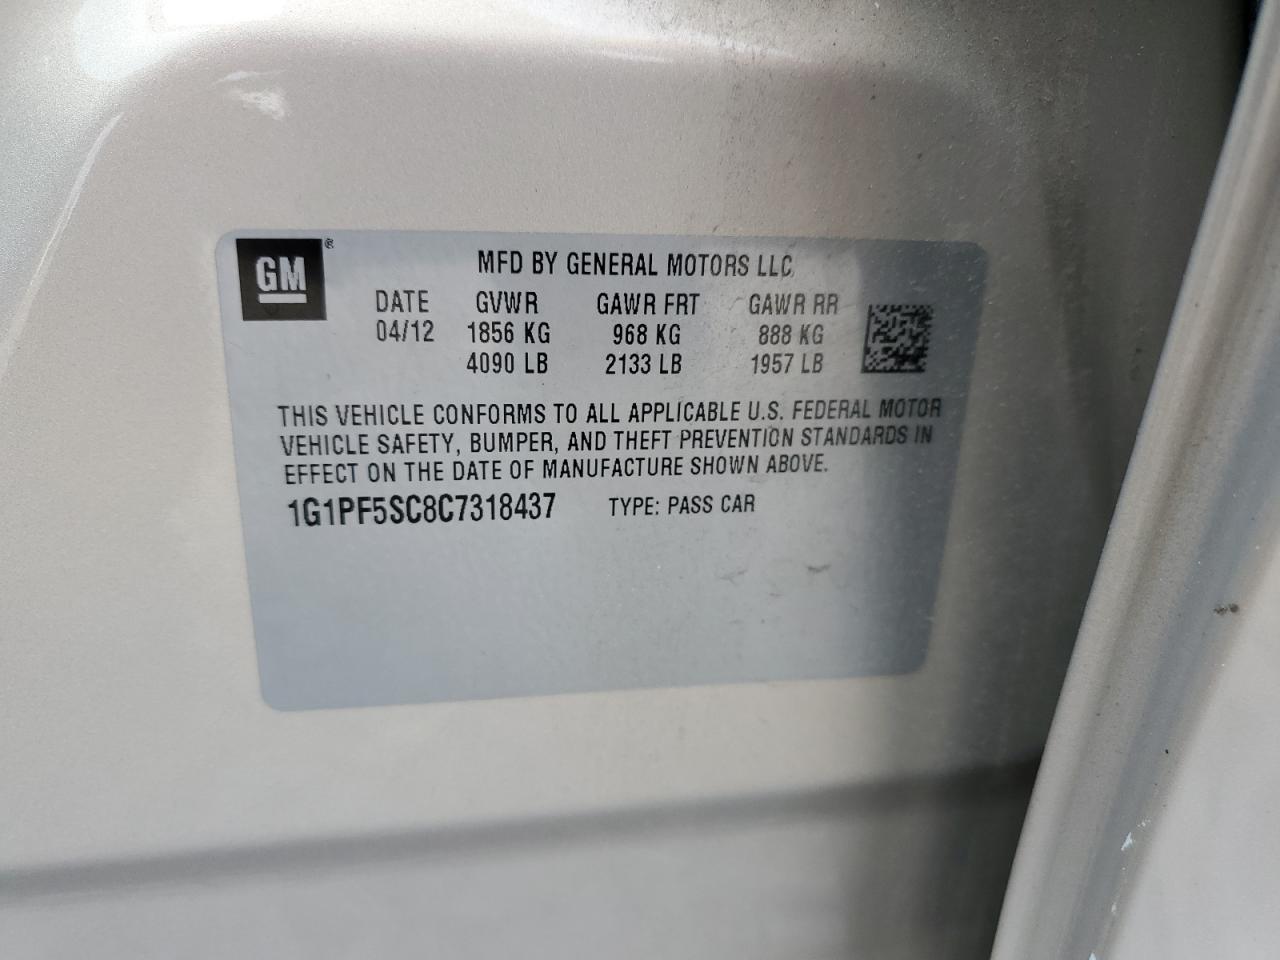 GM®
MFD BY GENERAL MOTORS LLC
DATE GVWR GAWR FRT GAWR RR
04/12 1856 KG 968 KG 888 KG
4090 LB 2133 LB 1957 LB
THIS VEHICLE CONFORMS TO ALL APPLICABLE U.S. FEDERAL MOTOR
VEHICLE SAFETY, BUMPER, AND THEFT PREVENTION STANDARDS IN
EFFECT ON THE DATE OF MANUFACTURE SHOWN ABOVE.
1G1PF5SC8C7318437 TYPE: PASS CAR